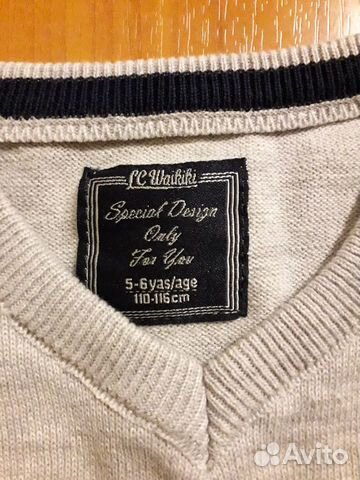 LC Waikiki
Special Design
Only
For You
5-6 yas/age
110-116cm
Avito